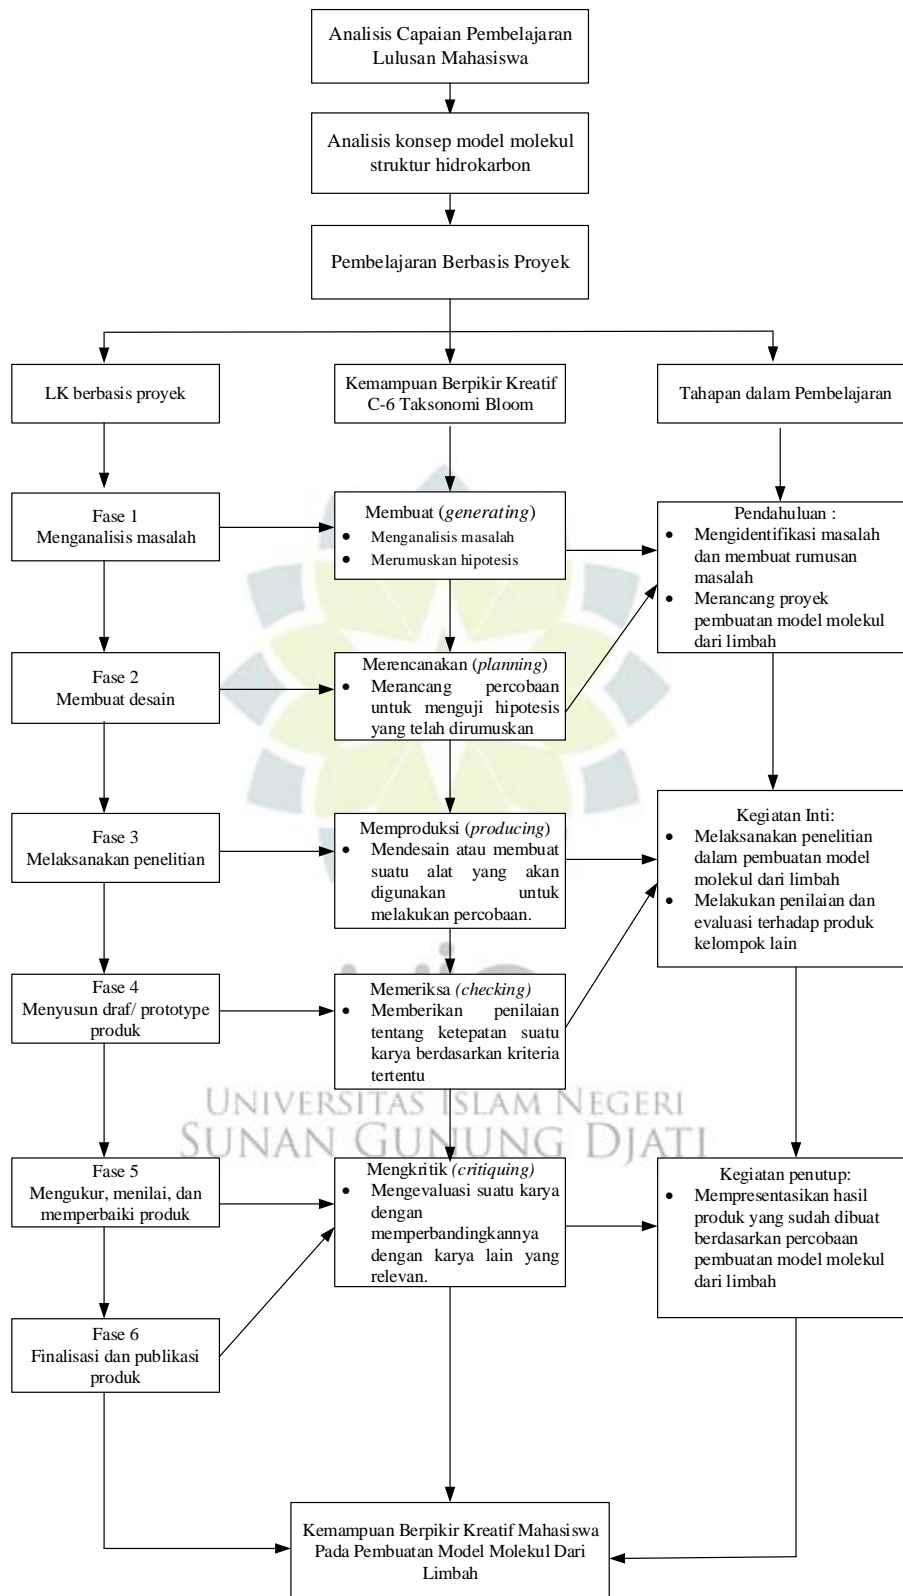 Analisis Capaian Pembelajaran
Lulusan Mahasiswa
Analisis konsep model molekul
struktur hidrokarbon
Pembelajaran Berbasis Proyek
LK berbasis proyek
Kemampuan Berpikir Kreatif
C-6 Taksonomi Bloom
Tahapan dalam Pembelajaran
Fase 1
Menganalisis masalah
Membuat (generating)
• Menganalisis masalah
• Merumuskan hipotesis
Pendahuluan :
• Mengidentifikasi masalah
dan membuat rumusan
masalah
• Merancang proyek
pembuatan model molekul
dari limbah
Fase 2
Membuat desain
Merencanakan (planning)
• Merancang percobaan
untuk menguji hipotesis
yang telah dirumuskan
Fase 3
Melaksanakan penelitian
Memproduksi (producing)
• Mendesain atau membuat
suatu alat yang akan
digunakan untuk
melakukan percobaan.
Kegiatan Inti:
• Melaksanakan penelitian
dalam pembuatan model
molekul dari limbah
• Melakukan penilaian dan
evaluasi terhadap produk
kelompok lain
Fase 4
Menyusun draf/ prototype
produk
Memeriksa (checking)
• Memberikan penilaian
tentang ketepatan suatu
karya berdasarkan kriteria
tertentu
UNIVERSITAS ISLAM NEGERI
SUNAN GUNUNG DJATI
Fase 5
Mengukur, menilai, dan
memperbaiki produk
Mengkritik (critiquing)
• Mengevaluasi suatu karya
dengan
memperbandingkannya
dengan karya lain yang
relevan.
Kegiatan penutup:
• Mempresentasikan hasil
produk yang sudah dibuat
berdasarkan percobaan
pembuatan model molekul
dari limbah
Fase 6
Finalisasi dan publikasi
produk
Kemampuan Berpikir Kreatif Mahasiswa
Pada Pembuatan Model Molekul Dari
Limbah